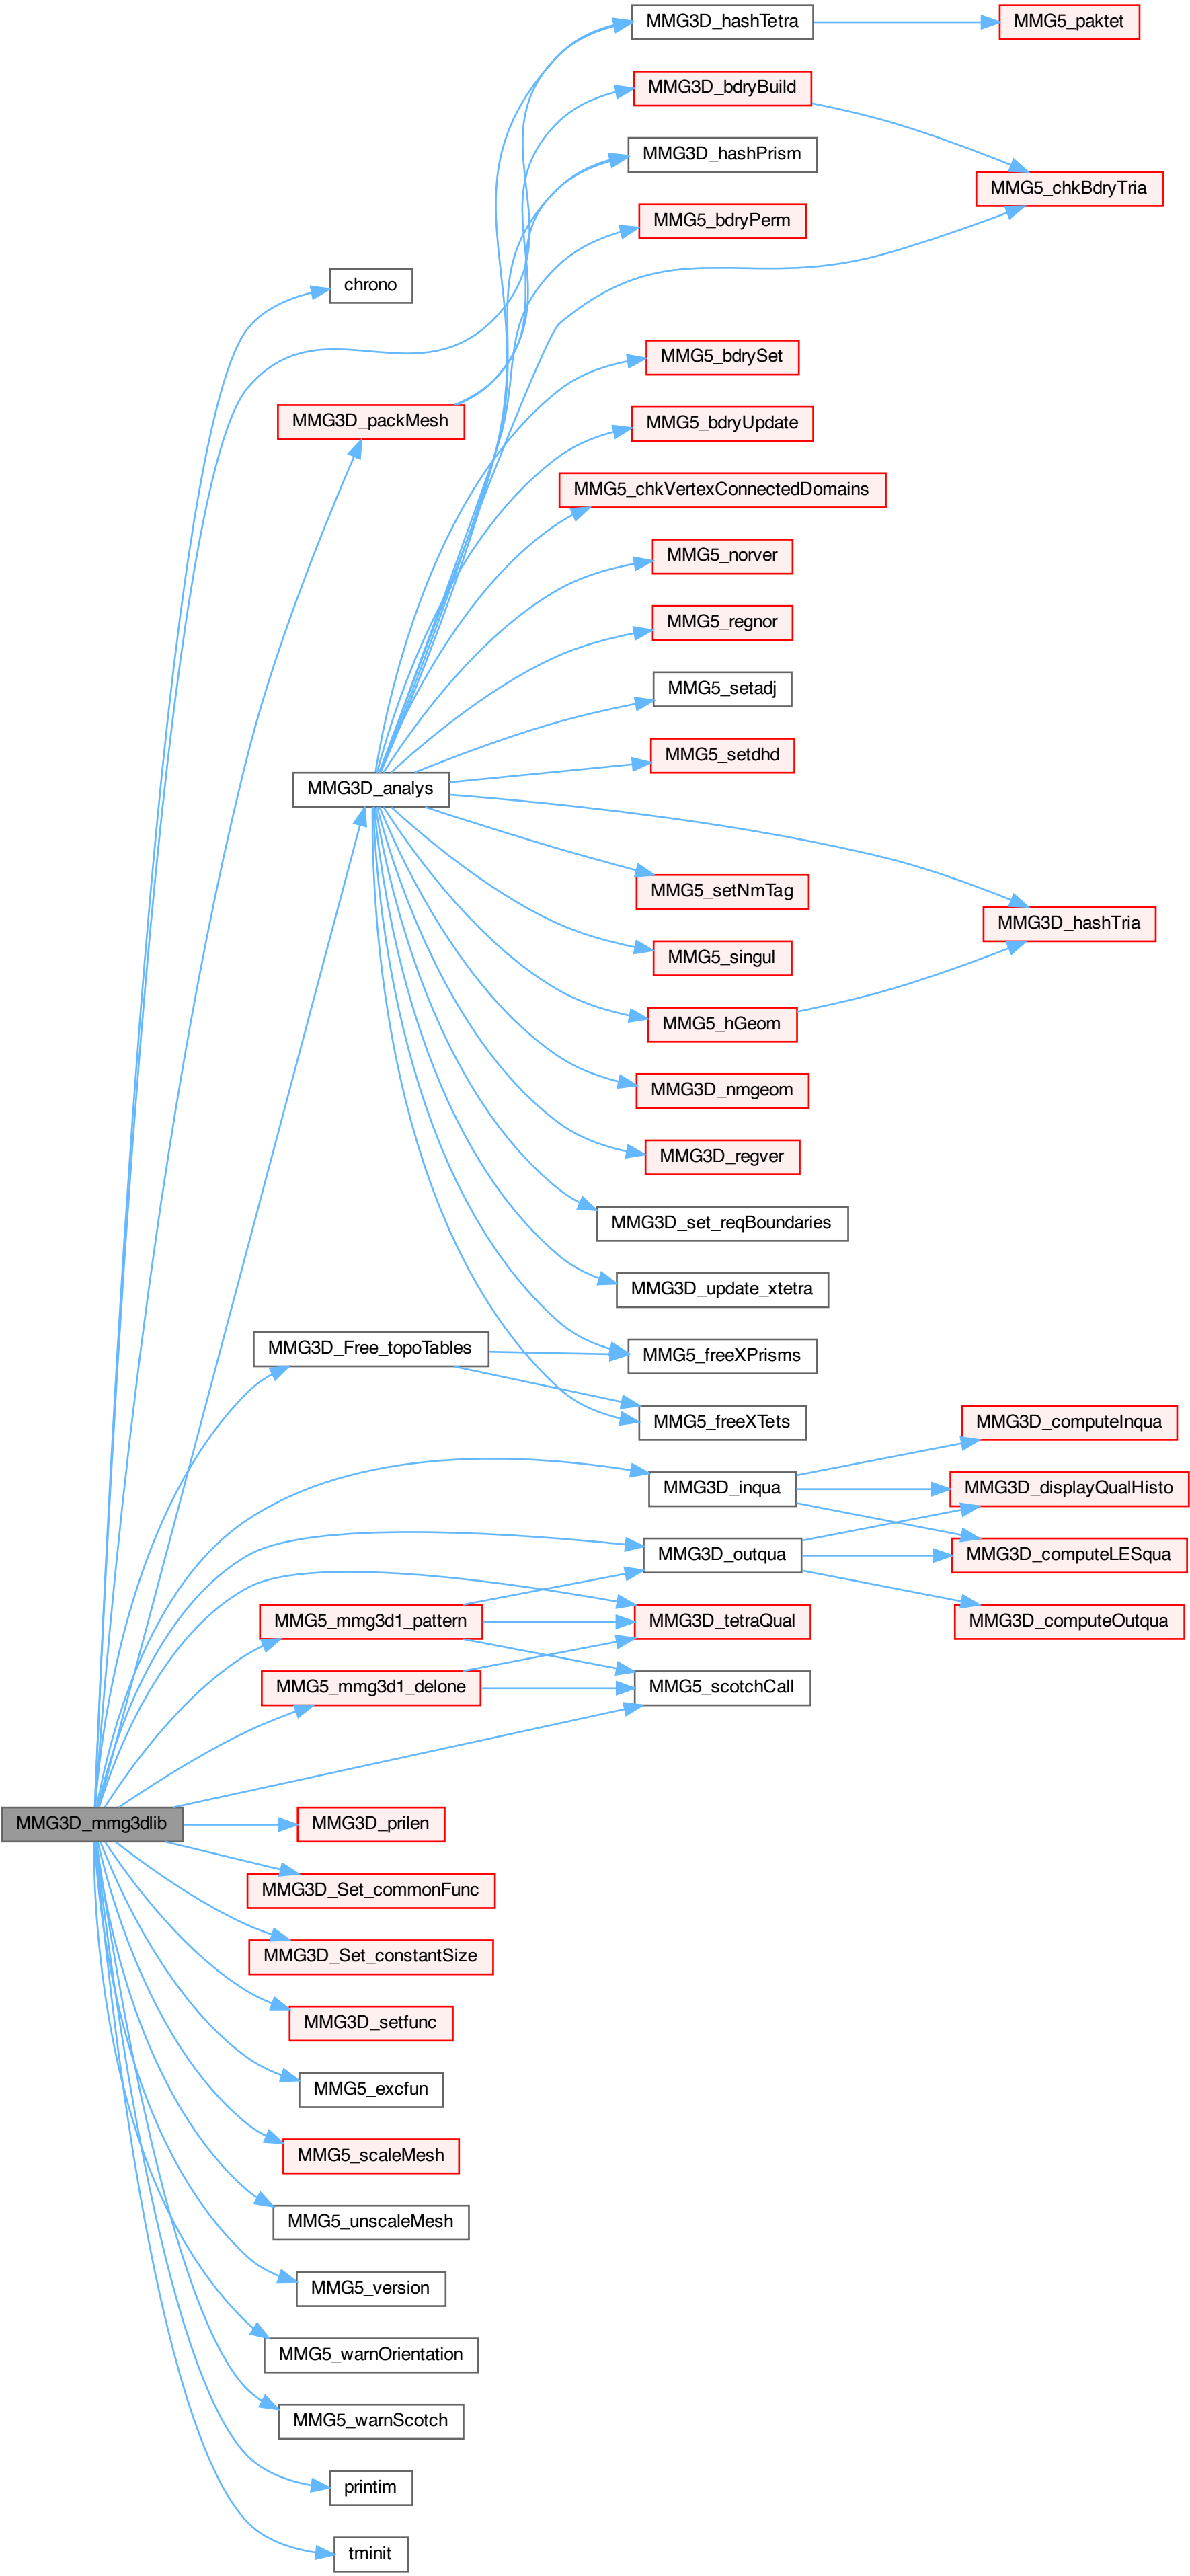 MMG3D_hashTetra
MMG5_paktet
MMG3D_bdryBuild
MMG3D_hashPrism
MMG5_chkBdryTria
MMG5_bdryPerm
chrono
MMG5_bdrySet
MMG3D_packMesh
MMG5_bdryUpdate
MMG5_chkVertexConnectedDomains
MMG5_norver
MMG5_regnor
MMG5_setadj
MMG5_setdhd
MMG3D_analys
MMG5_setNmTag
MMG3D_hashTria
MMG5_singul
MMG5_hGeom
MMG3D_nmgeom
MMG3D_regver
MMG3D_set_reqBoundaries
MMG3D_update_xtetra
MMG3D_Free_topoTables
MMG5_freeXPrisms
MMG5_freeXTets
MMG3D_computeInqua
MMG3D_inqua
MMG3D_displayQualHisto
MMG3D_outqua
MMG3D_computeLESqua
MMG5_mmg3d1_pattern
MMG3D_tetraQual
MMG3D_computeOutqua
MMG5_mmg3d1_delone
MMG5_scotchCall
MMG3D_mmg3dlib
MMG3D_prilen
MMG3D_Set_commonFunc
MMG3D_Set_constantSize
MMG3D_setfunc
MMG5_excfun
MMG5_scaleMesh
MMG5_unscaleMesh
MMG5_version
MMG5_warnOrientation
MMG5_warnScotch
printim
tminit